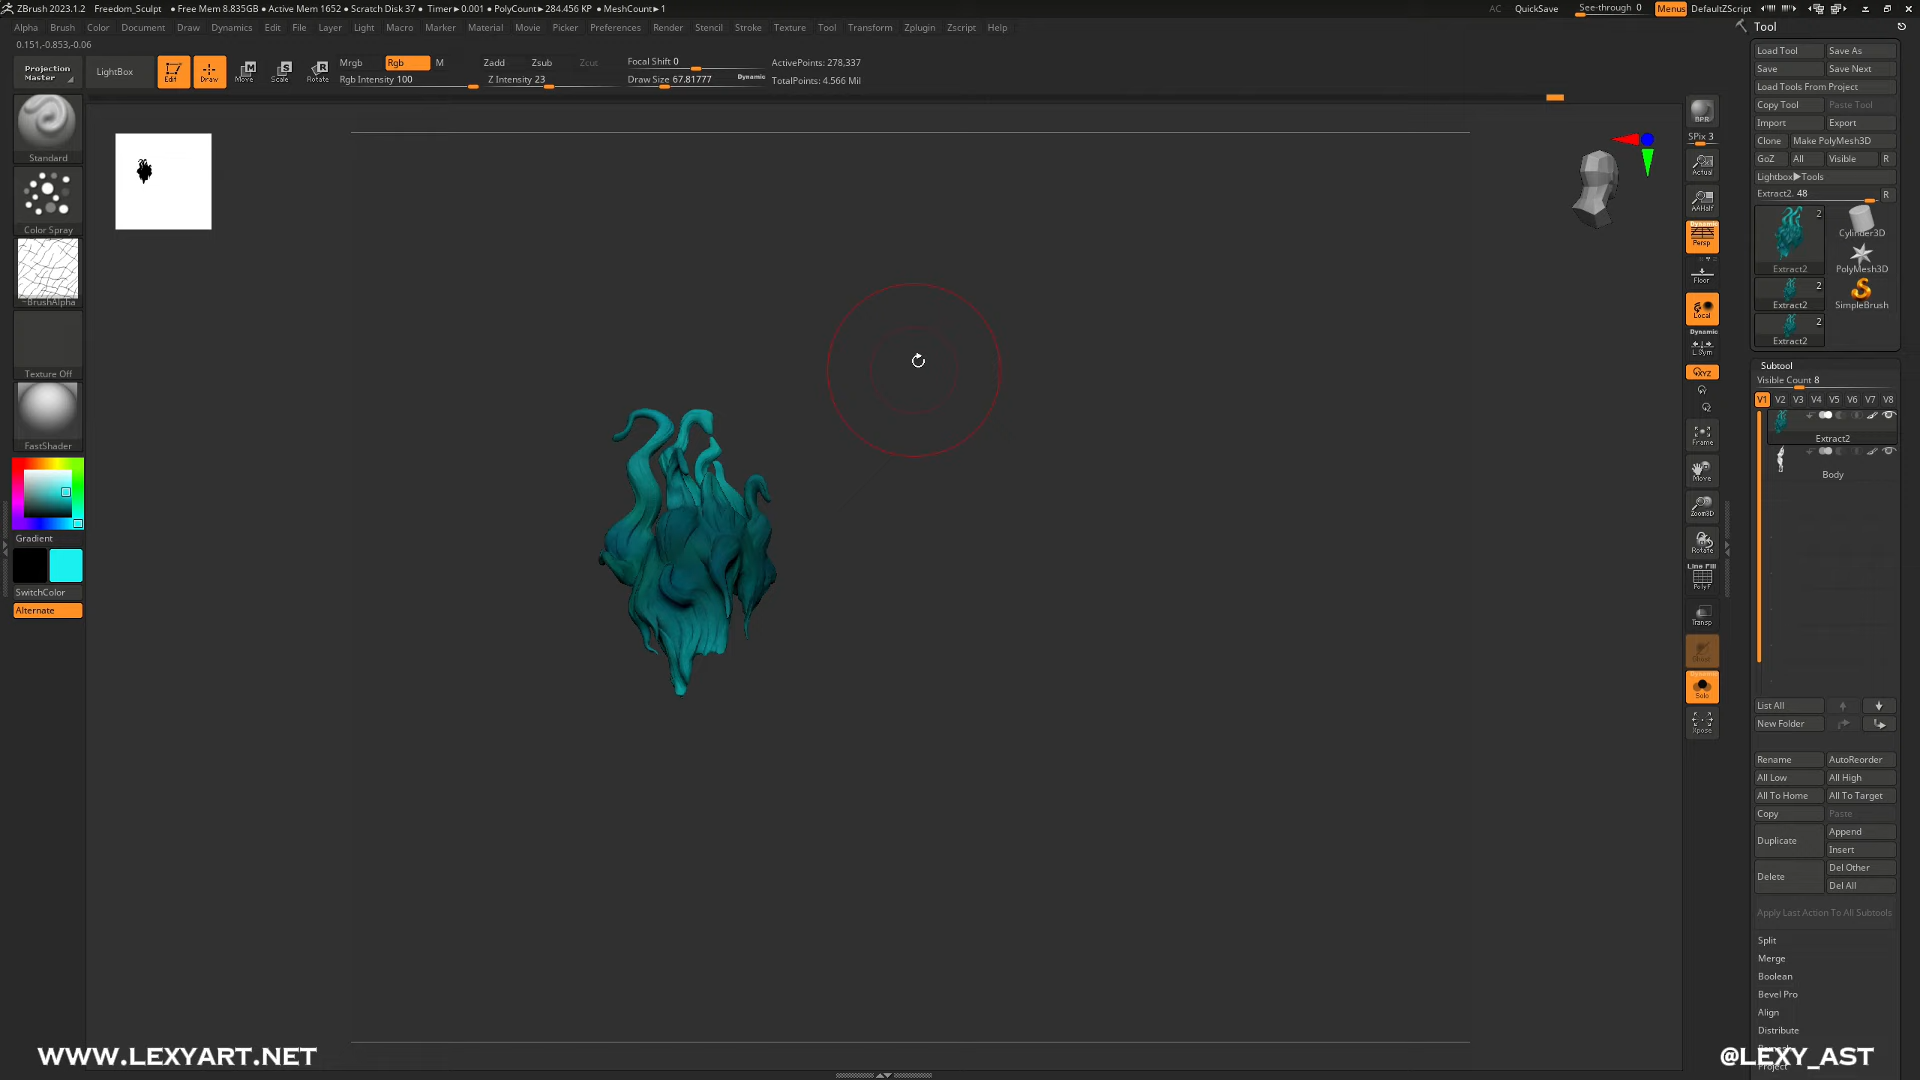 ZBrush 2023.1.2 Freedom_Sculpt • Free Mem 8.835GB • Active Mem 1652 • Scratch Disk 37 • Timer▸0.001 • PolyCount▸284.456 KP • MeshCount▸1
AC QuickSave See-through 0 Menus DefaultZScript
Alpha Brush Color Document Draw Dynamics Edit File Layer Light Macro Marker Material Movie Picker Preferences Render Stencil Stroke Texture Tool Transform Zplugin Zscript Help
0.151,-0.853,-0.06
Projection Master
LightBox
Edit
Draw
Move
Scale
Rotate
Mrgb Rgb M
Rgb Intensity 100
Zadd Zsub Zcut
Z Intensity 23
Focal Shift 0
Draw Size 67.81777 Dynamic
ActivePoints: 278,337
TotalPoints: 4.566 Mil
Standard
Color Spray
~BrushAlpha
Texture Off
FastShader
Gradient
SwitchColor
Alternate
BPR
SPix 3
Actual
AAHalf
Dynamic
Persp
Floor
Local
Dynamic
L.Sym
XYZ
Frame
Move
Zoom3D
Rotate
Line Fill
PolyF
Transp
Dynamic
Solo
Xpose
Tool
Load Tool Save As
Save Save Next
Load Tools From Project
Copy Tool Paste Tool
Import Export
Clone Make PolyMesh3D
GoZ All Visible R
Lightbox▸Tools
Extract2. 48 R
2
Extract2
Cylinder3D
PolyMesh3D
2
Extract2
SimpleBrush
2
Extract2
Subtool
Visible Count 8
V1 V2 V3 V4 V5 V6 V7 V8
Extract2
Body
List All
New Folder
Rename AutoReorder
All Low All High
All To Home All To Target
Copy Paste
Duplicate Append
Insert
Delete Del Other
Del All
Apply Last Action To All Subtools
Split
Merge
Boolean
Bevel Pro
Align
Distribute
Project
WWW.LEXYART.NET
@LEXY_AST